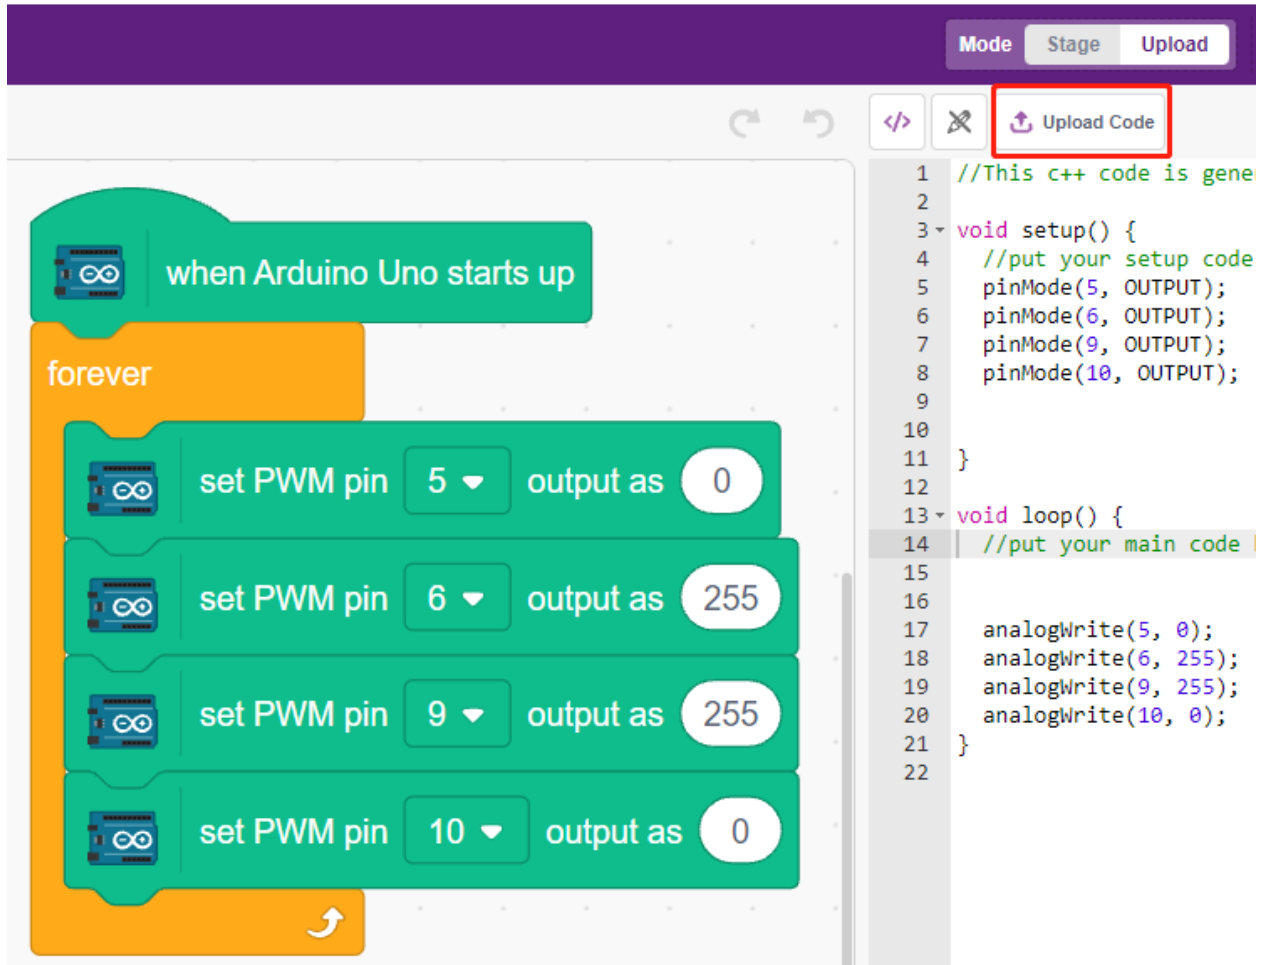 Mode Stage Upload
</> Upload Code
when Arduino Uno starts up
forever
set PWM pin 5 output as 0
set PWM pin 6 output as 255
set PWM pin 9 output as 255
set PWM pin 10 output as 0
1 //This c++ code is gene
2
3 void setup() {
4 //put your setup code
5 pinMode(5, OUTPUT);
6 pinMode(6, OUTPUT);
7 pinMode(9, OUTPUT);
8 pinMode(10, OUTPUT);
9
10
11 }
12
13 void loop() {
14 //put your main code
15
16
17 analogWrite(5, 0);
18 analogWrite(6, 255);
19 analogWrite(9, 255);
20 analogWrite(10, 0);
21 }
22